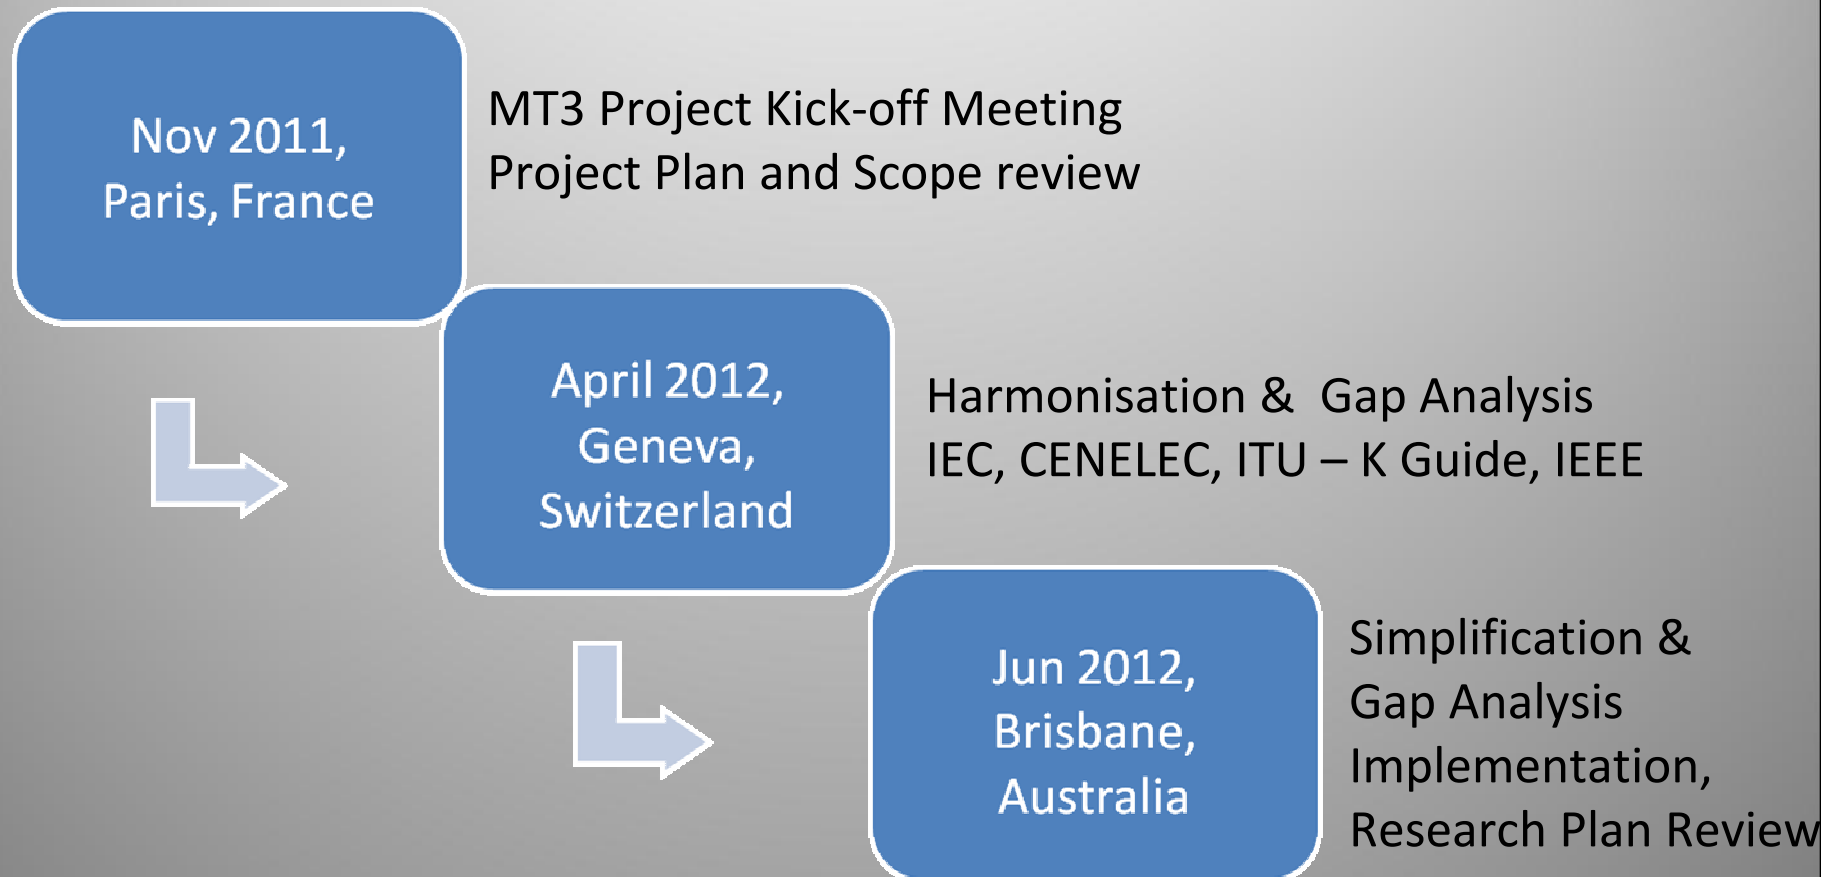 Nov 2011,
Paris, France
MT3 Project Kick-off Meeting
Project Plan and Scope review
April 2012,
Geneva,
Switzerland
Harmonisation & Gap Analysis
IEC, CENELEC, ITU – K Guide, IEEE
Jun 2012,
Brisbane,
Australia
Simplification &
Gap Analysis
Implementation,
Research Plan Review